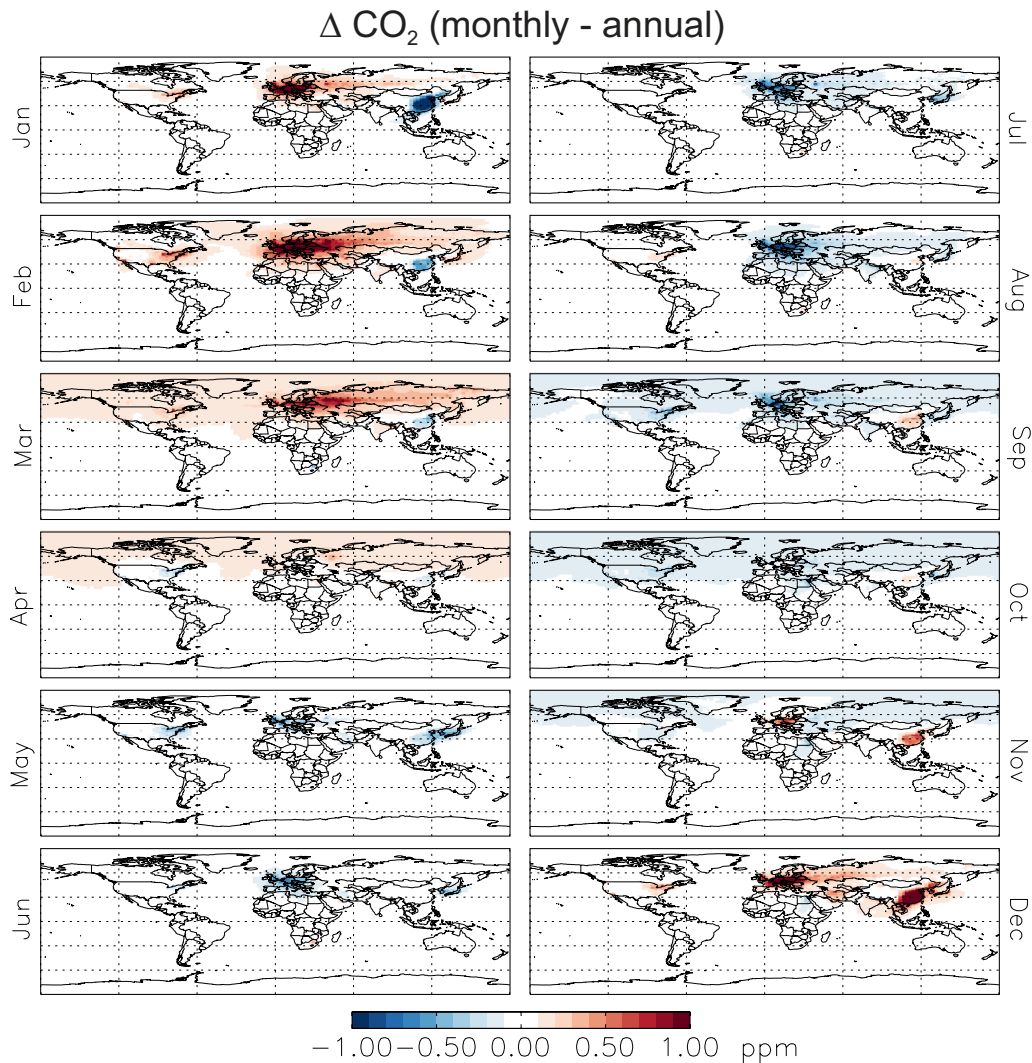 Δ CO₂ (monthly - annual)
Jan
Jul
Feb
Aug
Mar
Sep
Apr
Oct
May
Nov
Jun
Dec
−1.00 −0.50 0.00 0.50 1.00 ppm